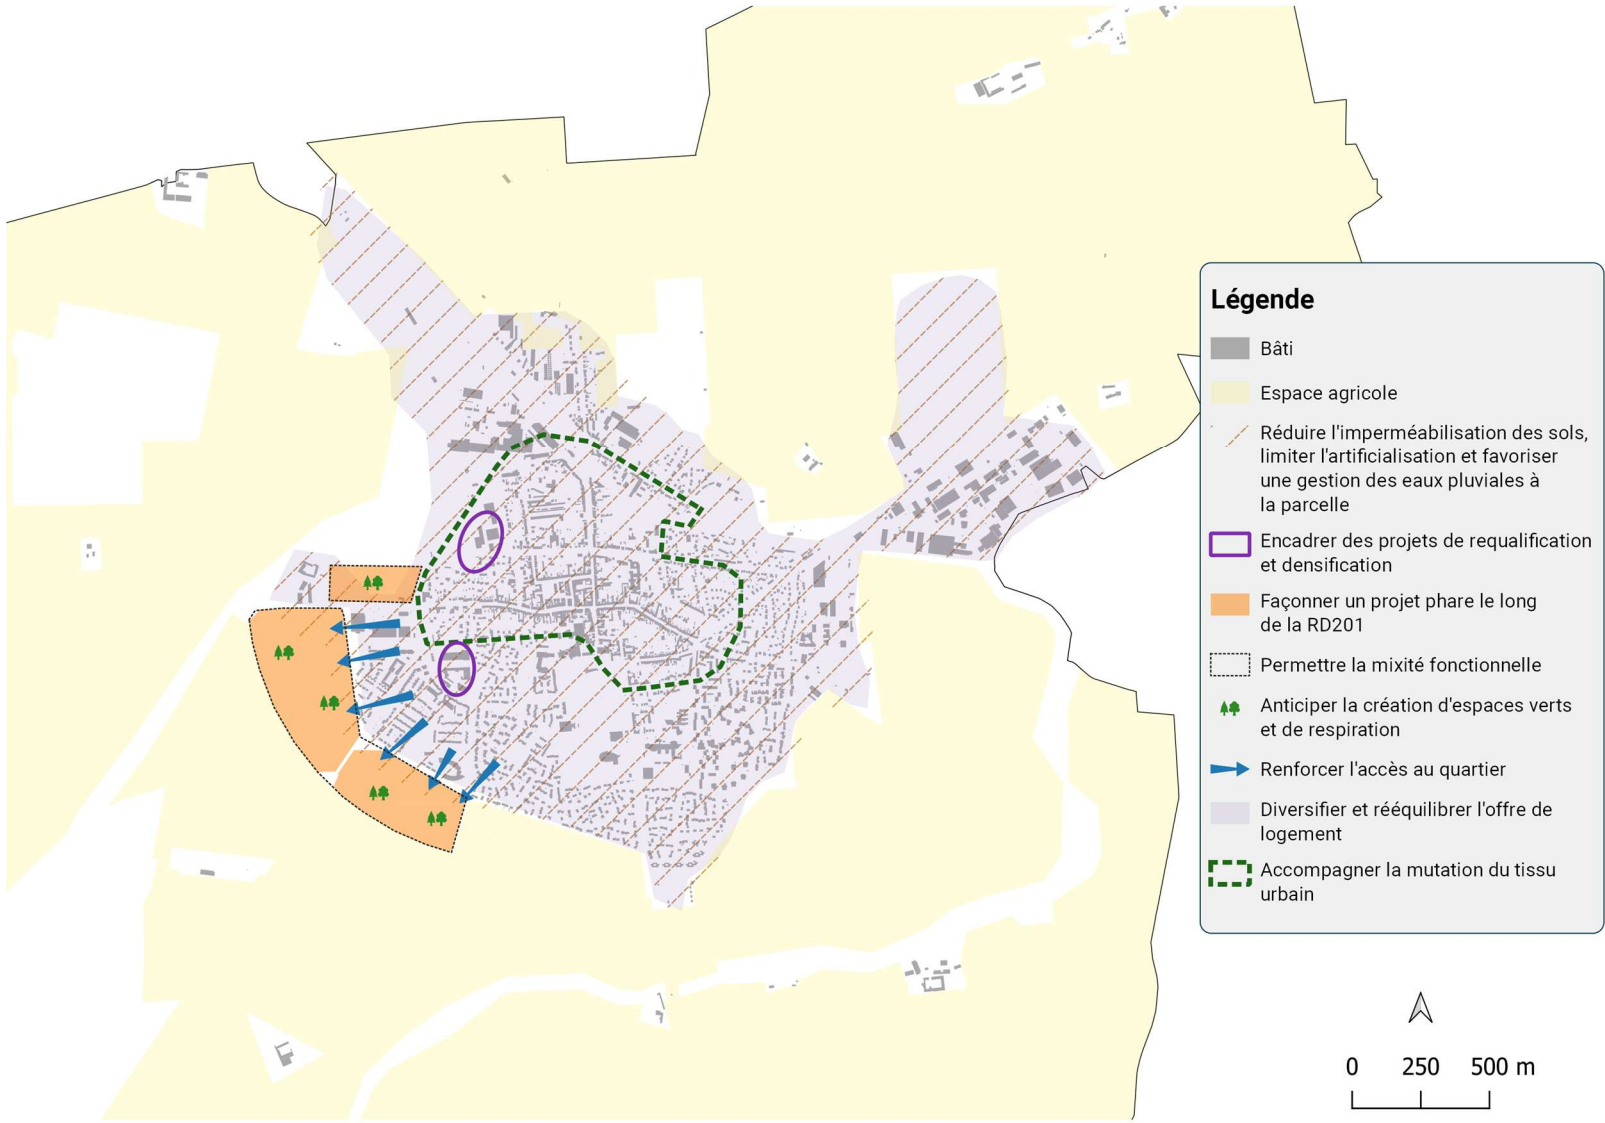 Légende
Bâti
Espace agricole
Réduire l'imperméabilisation des sols,
limiter l'artificialisation et favoriser
une gestion des eaux pluviales à
la parcelle
Encadrer des projets de requalification
et densification
Façonner un projet phare le long
de la RD201
Permettre la mixité fonctionnelle
Anticiper la création d'espaces verts
et de respiration
Renforcer l'accès au quartier
Diversifier et rééquilibrer l'offre de
logement
Accompagner la mutation du tissu
urbain
0 250 500 m